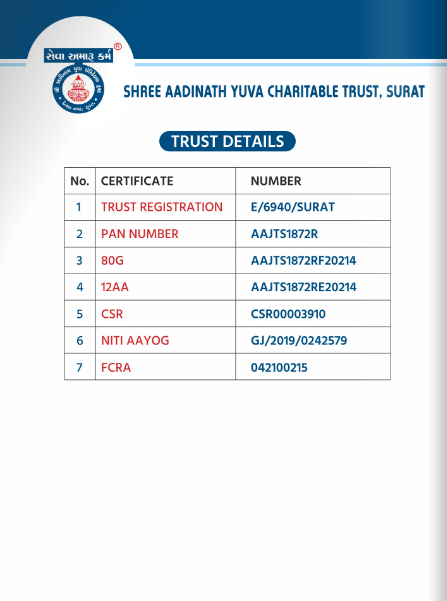 સેવા અમારૂ કર્મ ®
SHREE AADINATH YUVA CHARITABLE TRUST, SURAT
TRUST DETAILS
No. CERTIFICATE NUMBER
1 TRUST REGISTRATION E/6940/SURAT
2 PAN NUMBER AAJTS1872R
3 80G AAJTS1872RF20214
4 12AA AAJTS1872RE20214
5 CSR CSR00003910
6 NITI AAYOG GJ/2019/0242579
7 FCRA 042100215